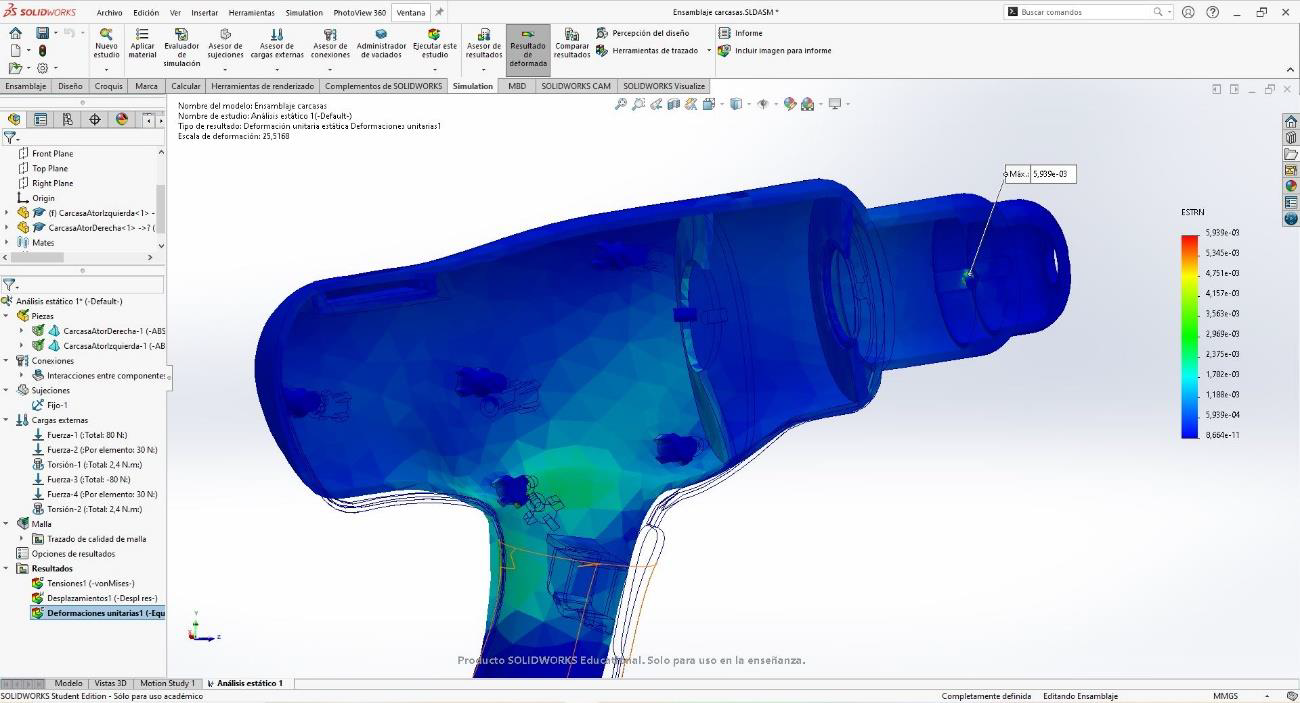 SOLIDWORKS
Archivo Edición Ver Insertar Herramientas Simulation PhotoView 360 Ventana
Ensamblaje carcasas.SLDASM *
Buscar comandos
Nuevo estudio
Aplicar material
Evaluador de simulación
Asesor de sujeciones
Asesor de cargas externas
Asesor de conexiones
Administrador de vaciados
Ejecutar este estudio
Asesor de resultados
Resultado de deformada
Comparar resultados
Percepción del diseño
Herramientas de trazado
Informe
Incluir imagen para informe
Ensamblaje Diseño Croquis Marca Calcular Herramientas de renderizado Complementos de SOLIDWORKS Simulation MBD SOLIDWORKS CAM SOLIDWORKS Visualize
Nombre del modelo: Ensamblaje carcasas
Nombre de estudio: Análisis estático 1(-Default-)
Tipo de resultado: Deformación unitaria estática Deformaciones unitarias1
Escala de deformación: 25,5168
Front Plane
Top Plane
Right Plane
Origin
(f) CarcasaAtorIzquierda<1> -
CarcasaAtorDerecha<1> ->? (
Mates
Análisis estático 1* (-Default-)
Piezas
CarcasaAtorDerecha-1 (-ABS
CarcasaAtorIzquierda-1 (-AB
Conexiones
Interacciones entre componente
Sujeciones
Fijo-1
Cargas externas
Fuerza-1 (:Total: 80 N:)
Fuerza-2 (:Por elemento: 30 N:)
Torsión-1 (:Total: 2,4 N.m:)
Fuerza-3 (:Total: -80 N:)
Fuerza-4 (:Por elemento: 30 N:)
Torsión-2 (:Total: 2,4 N.m:)
Malla
Trazado de calidad de malla
Opciones de resultados
Resultados
Tensiones1 (-vonMises-)
Desplazamientos1 (-Despl res-)
Deformaciones unitarias1 (-Equ
Máx.: 5,939e-03
ESTRN
5,939e-03
5,345e-03
4,751e-03
4,157e-03
3,563e-03
2,969e-03
2,375e-03
1,782e-03
1,188e-03
5,939e-04
8,664e-11
Y
Z
Producto SOLIDWORKS Educational. Solo para uso en la enseñanza.
Modelo Vistas 3D Motion Study 1 Análisis estático 1
SOLIDWORKS Student Edition - Sólo para uso académico
Completamente definida Editando Ensamblaje MMGS